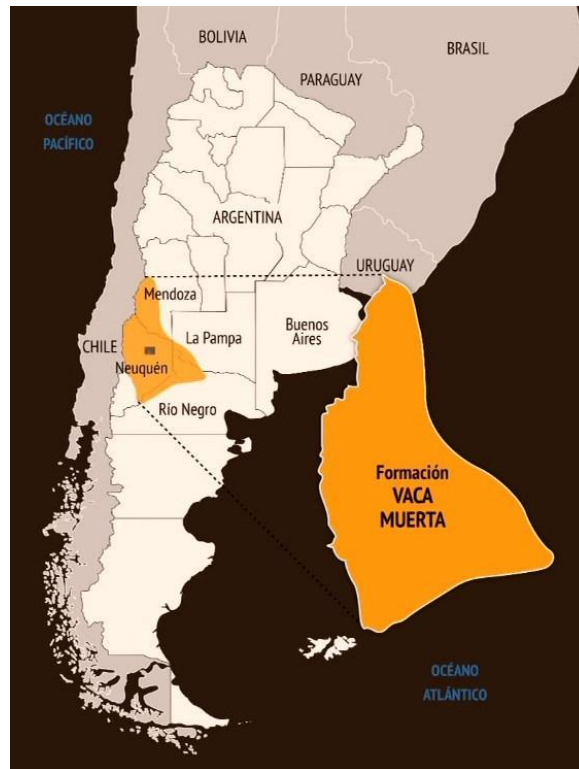 BOLIVIA
BRASIL
PARAGUAY
OCÉANO
PACÍFICO
ARGENTINA
URUGUAY
Mendoza
Buenos
Aires
La Pampa
CHILE
Neuquén
Río Negro
Formación
VACA
MUERTA
OCÉANO
ATLÁNTICO